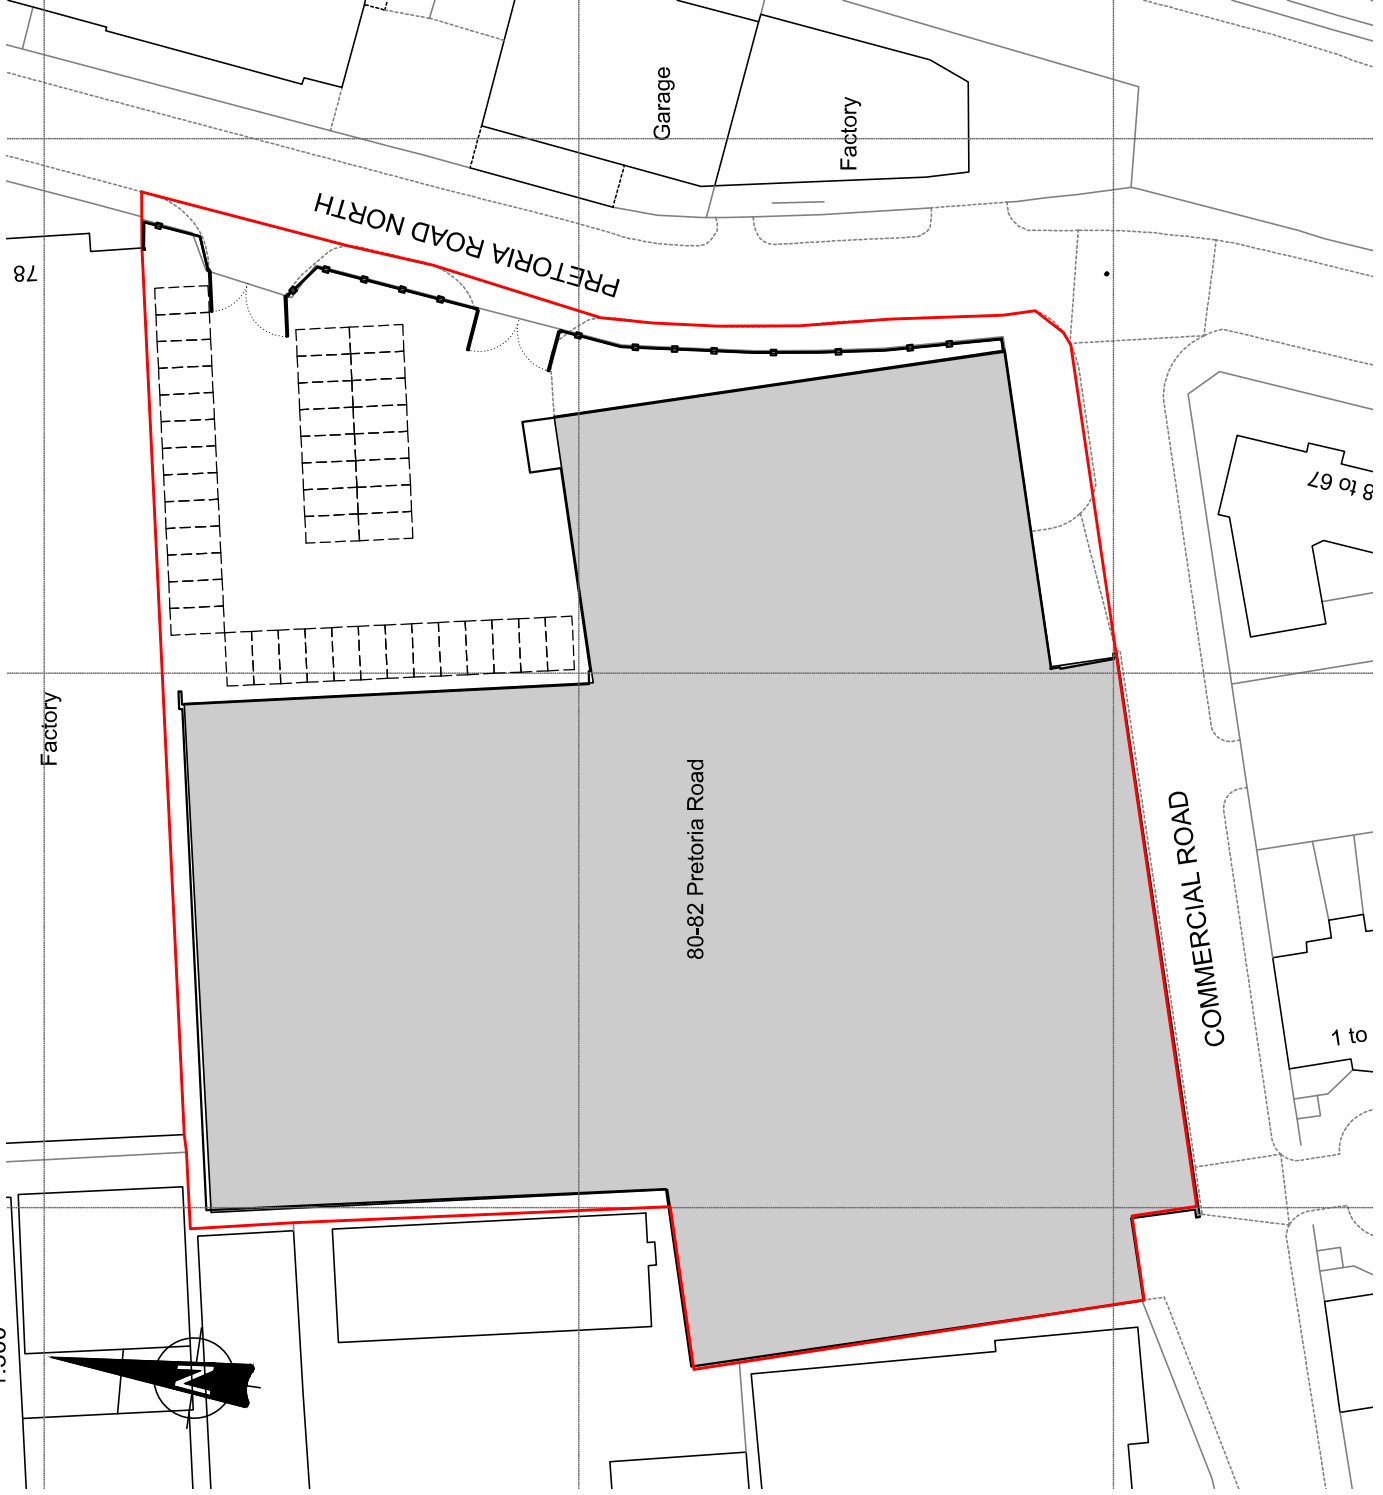 Garage
Factory
PRETORIA ROAD NORTH
78
8 to 67
Factory
80-82 Pretoria Road
COMMERCIAL ROAD
1 to
N